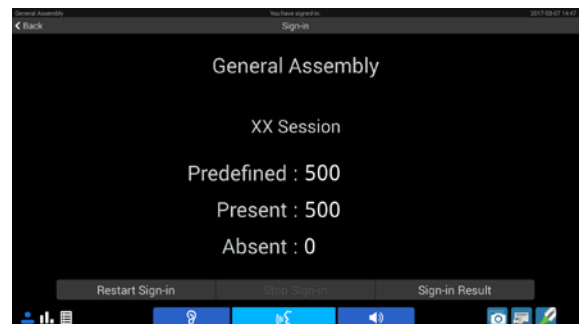 General Assembly You have signed in. 2017-03-07 14:47
Back Sign-in
General Assembly
XX Session
Predefined : 500
Present : 500
Absent : 0
Restart Sign-in Stop Sign-in Sign-in Result